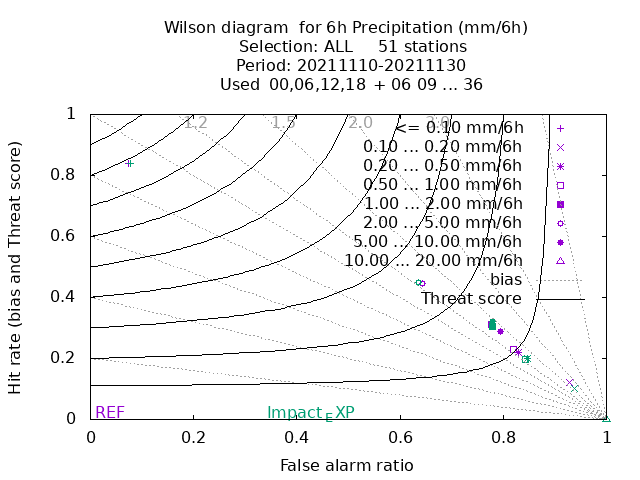 Wilson diagram for 6h Precipitation (mm/6h)
Selection: ALL 51 stations
Period: 20211110-20211130
Used 00,06,12,18 + 06 09 ... 36
1
0.8
0.6
0.4
0.2
0
Hit rate (bias and Threat score)
1.2 1.5 2.0 3.0
<= 0.10 mm/6h
0.10 ... 0.20 mm/6h
0.20 ... 0.50 mm/6h
0.50 ... 1.00 mm/6h
1.00 ... 2.00 mm/6h
2.00 ... 5.00 mm/6h
5.00 ... 10.00 mm/6h
10.00 ... 20.00 mm/6h
bias
Threat score
REF Impact_EXP
0 0.2 0.4 0.6 0.8 1
False alarm ratio